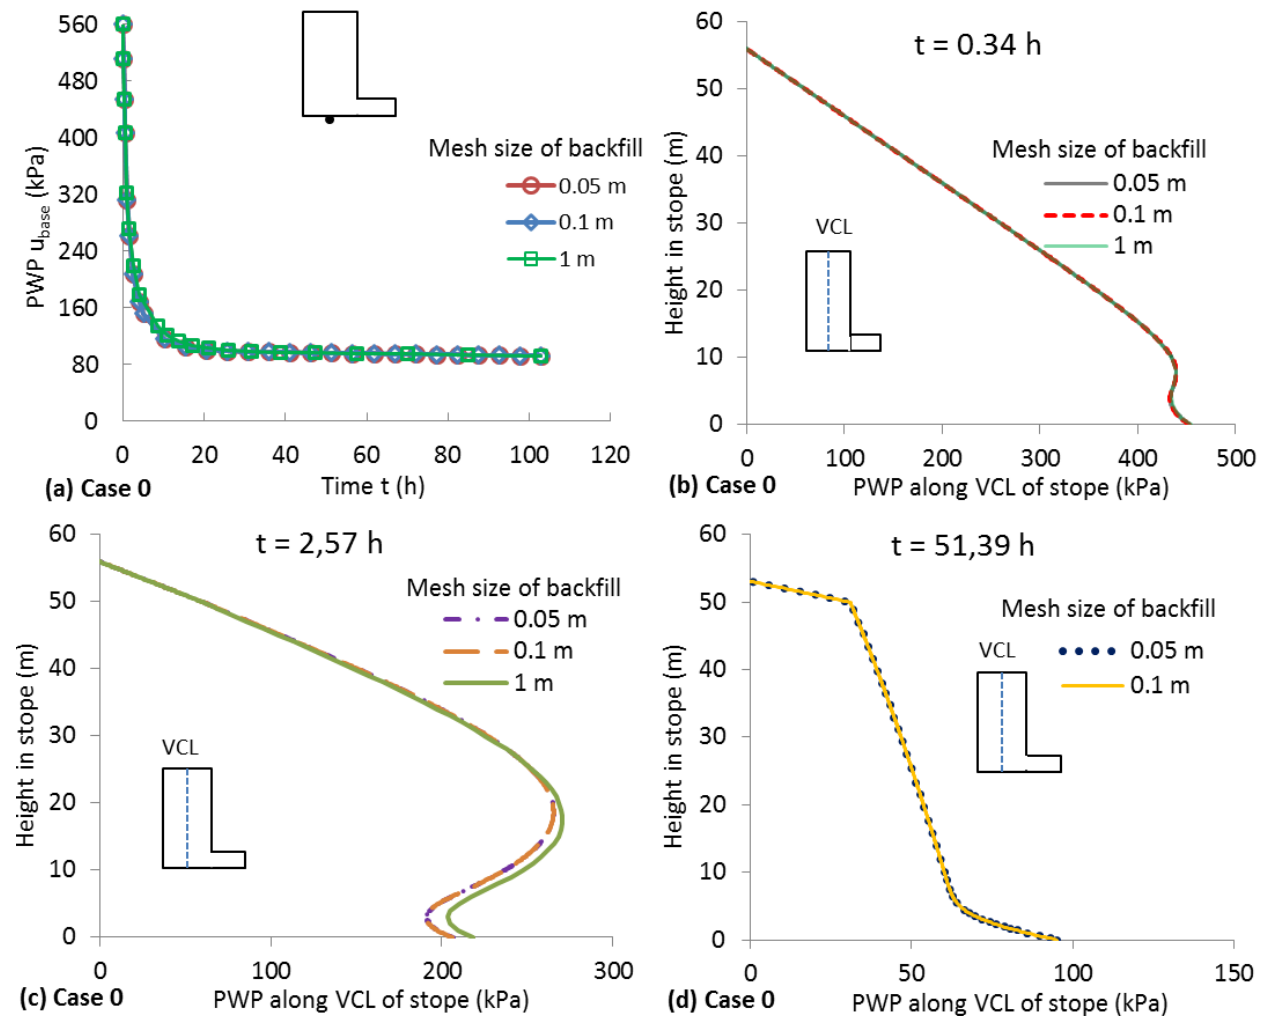 560
480
400
320
240
160
80
0
PWP u_base (kPa)
Mesh size of backfill
0.05 m
0.1 m
1 m
0 20 40 60 80 100 120
(a) Case 0
Time t (h)
60
50
40
30
20
10
0
Height in stope (m)
t = 0.34 h
Mesh size of backfill
0.05 m
0.1 m
1 m
VCL
0 100 200 300 400 500
(b) Case 0
PWP along VCL of stope (kPa)
60
50
40
30
20
10
0
Height in stope (m)
t = 2,57 h
Mesh size of backfill
0.05 m
0.1 m
1 m
VCL
0 100 200 300
(c) Case 0
PWP along VCL of stope (kPa)
60
50
40
30
20
10
0
Height in stope (m)
t = 51,39 h
Mesh size of backfill
0.05 m
0.1 m
VCL
0 50 100 150
(d) Case 0
PWP along VCL of stope (kPa)